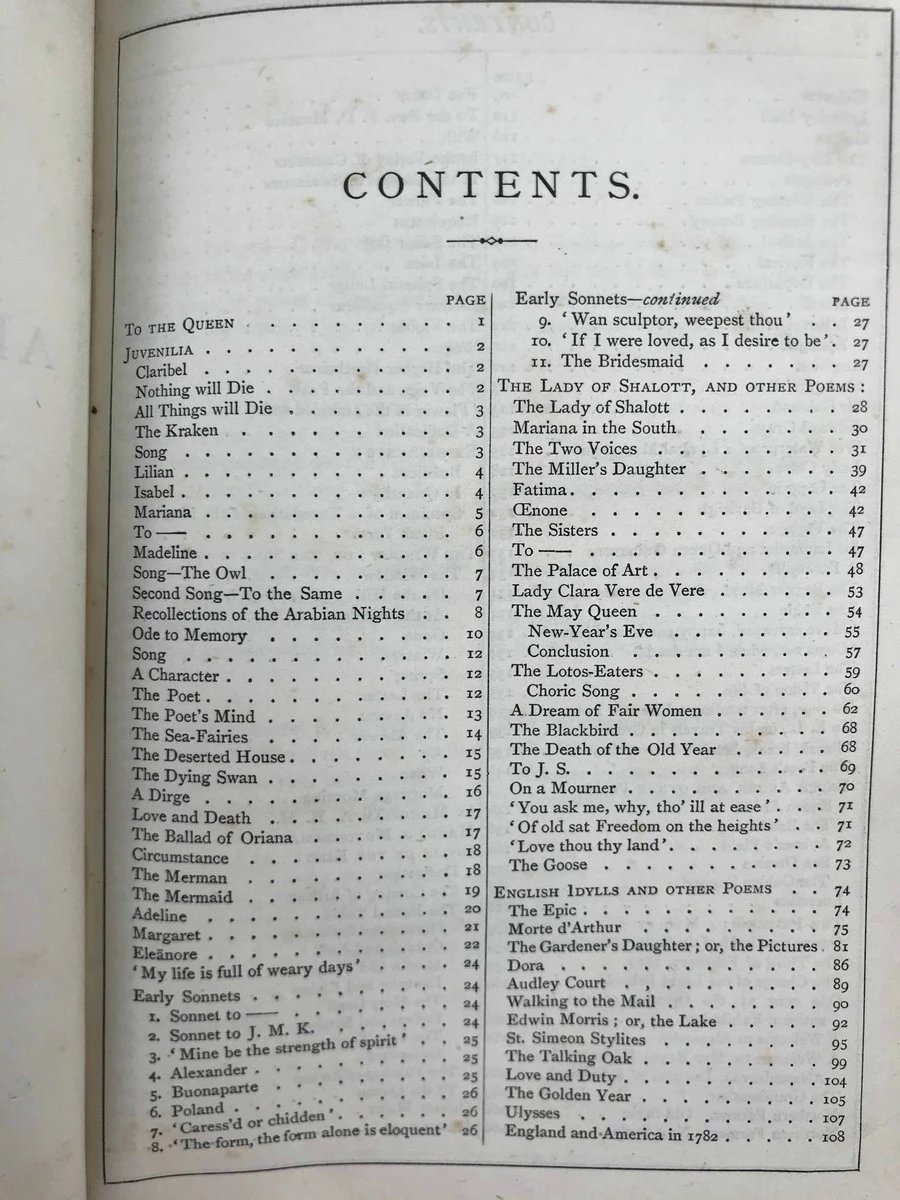 CONTENTS.
PAGE
TO THE QUEEN . . . . . . . . . . 1
JUVENILIA . . . . . . . . . . . . 2
Claribel . . . . . . . . . . . . 2
Nothing will Die . . . . . . . . . 2
All Things will Die . . . . . . . . 3
The Kraken . . . . . . . . . . 3
Song . . . . . . . . . . . . 3
Lilian . . . . . . . . . . . . 4
Isabel . . . . . . . . . . . . 4
Mariana . . . . . . . . . . . 5
To —— . . . . . . . . . . . 6
Madeline . . . . . . . . . . . 6
Song—The Owl . . . . . . . . . 7
Second Song—To the Same . . . . . 7
Recollections of the Arabian Nights . . 8
Ode to Memory . . . . . . . . . 10
Song . . . . . . . . . . . . 12
A Character . . . . . . . . . . 12
The Poet . . . . . . . . . . . 12
The Poet's Mind . . . . . . . . . 13
The Sea-Fairies . . . . . . . . . 14
The Deserted House . . . . . . . . 15
The Dying Swan . . . . . . . . . 15
A Dirge . . . . . . . . . . . 16
Love and Death . . . . . . . . . 17
The Ballad of Oriana . . . . . . . 17
Circumstance . . . . . . . . . 18
The Merman . . . . . . . . . . 18
The Mermaid . . . . . . . . . . 19
Adeline . . . . . . . . . . . 20
Margaret . . . . . . . . . . . 21
Eleänore . . . . . . . . . . . 22
‘My life is full of weary days’ . . . . 24
Early Sonnets . . . . . . . . . . 24
1. Sonnet to —— . . . . . . . . 24
2. Sonnet to J. M. K. . . . . . . 24
3. ‘Mine be the strength of spirit’ . . 25
4. Alexander . . . . . . . . . 25
5. Buonaparte . . . . . . . . . 25
6. Poland . . . . . . . . . . 26
7. ‘Caress'd or chidden’ . . . . . . 26
8. ‘The form, the form alone is eloquent’ 26
Early Sonnets—continued PAGE
9. ‘Wan sculptor, weepest thou’ . . 27
10. ‘If I were loved, as I desire to be’ . 27
11. The Bridesmaid . . . . . . . 27
THE LADY OF SHALOTT, AND OTHER POEMS :
The Lady of Shalott . . . . . . . . 28
Mariana in the South . . . . . . . 30
The Two Voices . . . . . . . . . 31
The Miller's Daughter . . . . . . . 39
Fatima . . . . . . . . . . . . 42
Œnone . . . . . . . . . . . 42
The Sisters . . . . . . . . . . 47
To —— . . . . . . . . . . . 47
The Palace of Art . . . . . . . . . 48
Lady Clara Vere de Vere . . . . . . 53
The May Queen . . . . . . . . . 54
New-Year's Eve . . . . . . . . 55
Conclusion . . . . . . . . . 57
The Lotos-Eaters . . . . . . . . . 59
Choric Song . . . . . . . . . 60
A Dream of Fair Women . . . . . . 62
The Blackbird . . . . . . . . . 68
The Death of the Old Year . . . . . 68
To J. S. . . . . . . . . . . . 69
On a Mourner . . . . . . . . . . 70
‘You ask me, why, tho' ill at ease’ . . . 71
‘Of old sat Freedom on the heights’ . . 71
‘Love thou thy land’ . . . . . . . . 72
The Goose . . . . . . . . . . . 73
ENGLISH IDYLLS AND OTHER POEMS . . 74
The Epic . . . . . . . . . . . 74
Morte d'Arthur . . . . . . . . . 75
The Gardener's Daughter ; or, the Pictures . 81
Dora . . . . . . . . . . . . 86
Audley Court . . . . . . . . . . 89
Walking to the Mail . . . . . . . . 90
Edwin Morris ; or, the Lake . . . . . 92
St. Simeon Stylites . . . . . . . . 95
The Talking Oak . . . . . . . . . 99
Love and Duty . . . . . . . . . . 104
The Golden Year . . . . . . . . . 105
Ulysses . . . . . . . . . . . 107
England and America in 1782 . . . . . 108